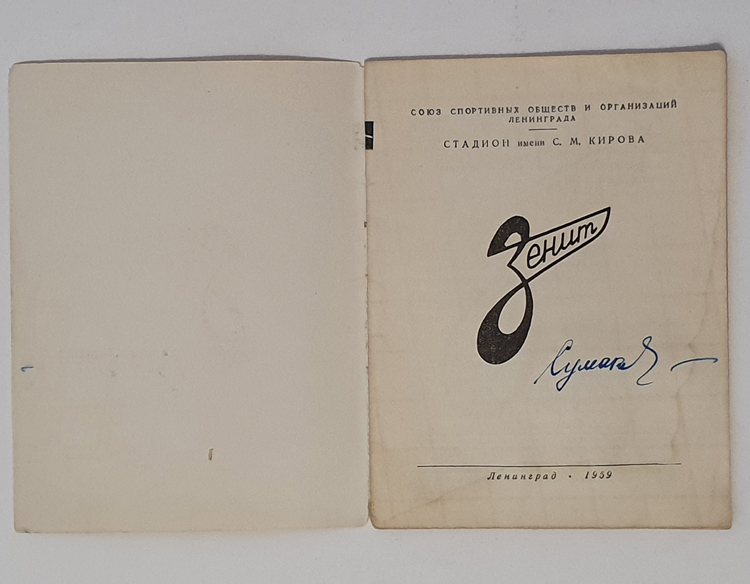 СОЮЗ СПОРТИВНЫХ ОБЩЕСТВ И ОРГАНИЗАЦИЙ
ЛЕНИНГРАДА
СТАДИОН имени С. М. КИРОВА
Зенит
Ленинград • 1959